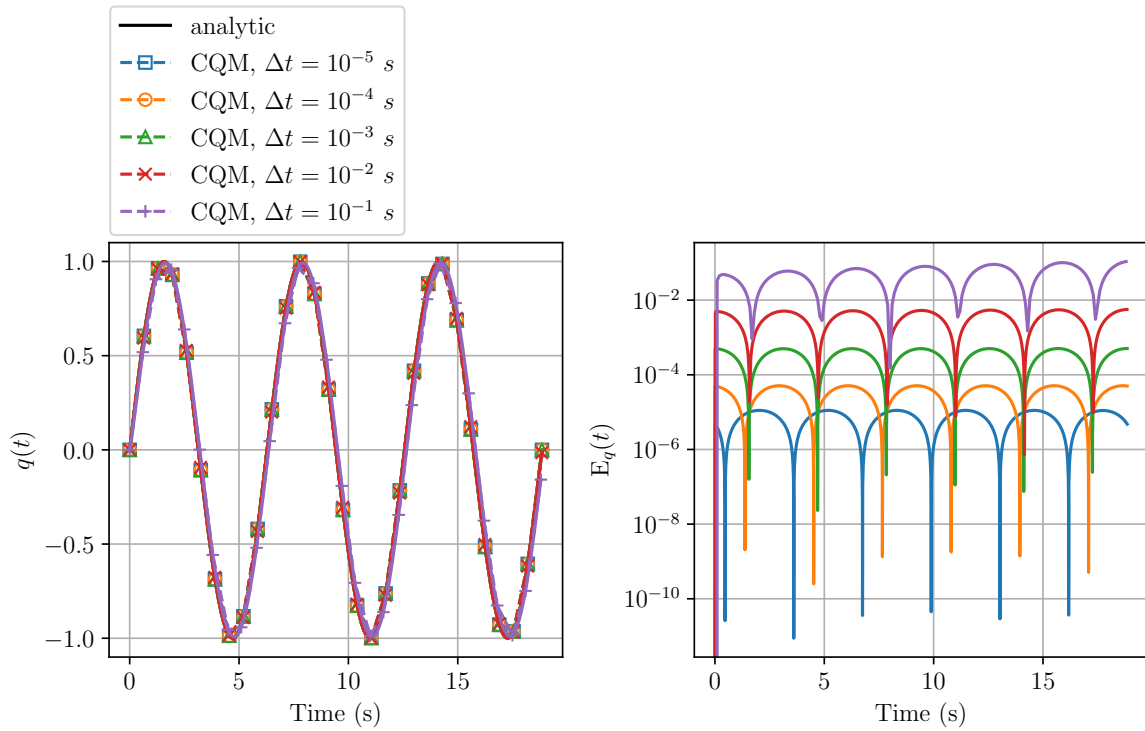 analytic
CQM, Δt = 10⁻⁵ s
CQM, Δt = 10⁻⁴ s
CQM, Δt = 10⁻³ s
CQM, Δt = 10⁻² s
CQM, Δt = 10⁻¹ s
q(t)
1.0
0.5
0.0
−0.5
−1.0
0 5 10 15
Time (s)
E_q(t)
10⁻²
10⁻⁴
10⁻⁶
10⁻⁸
10⁻¹⁰
0 5 10 15
Time (s)